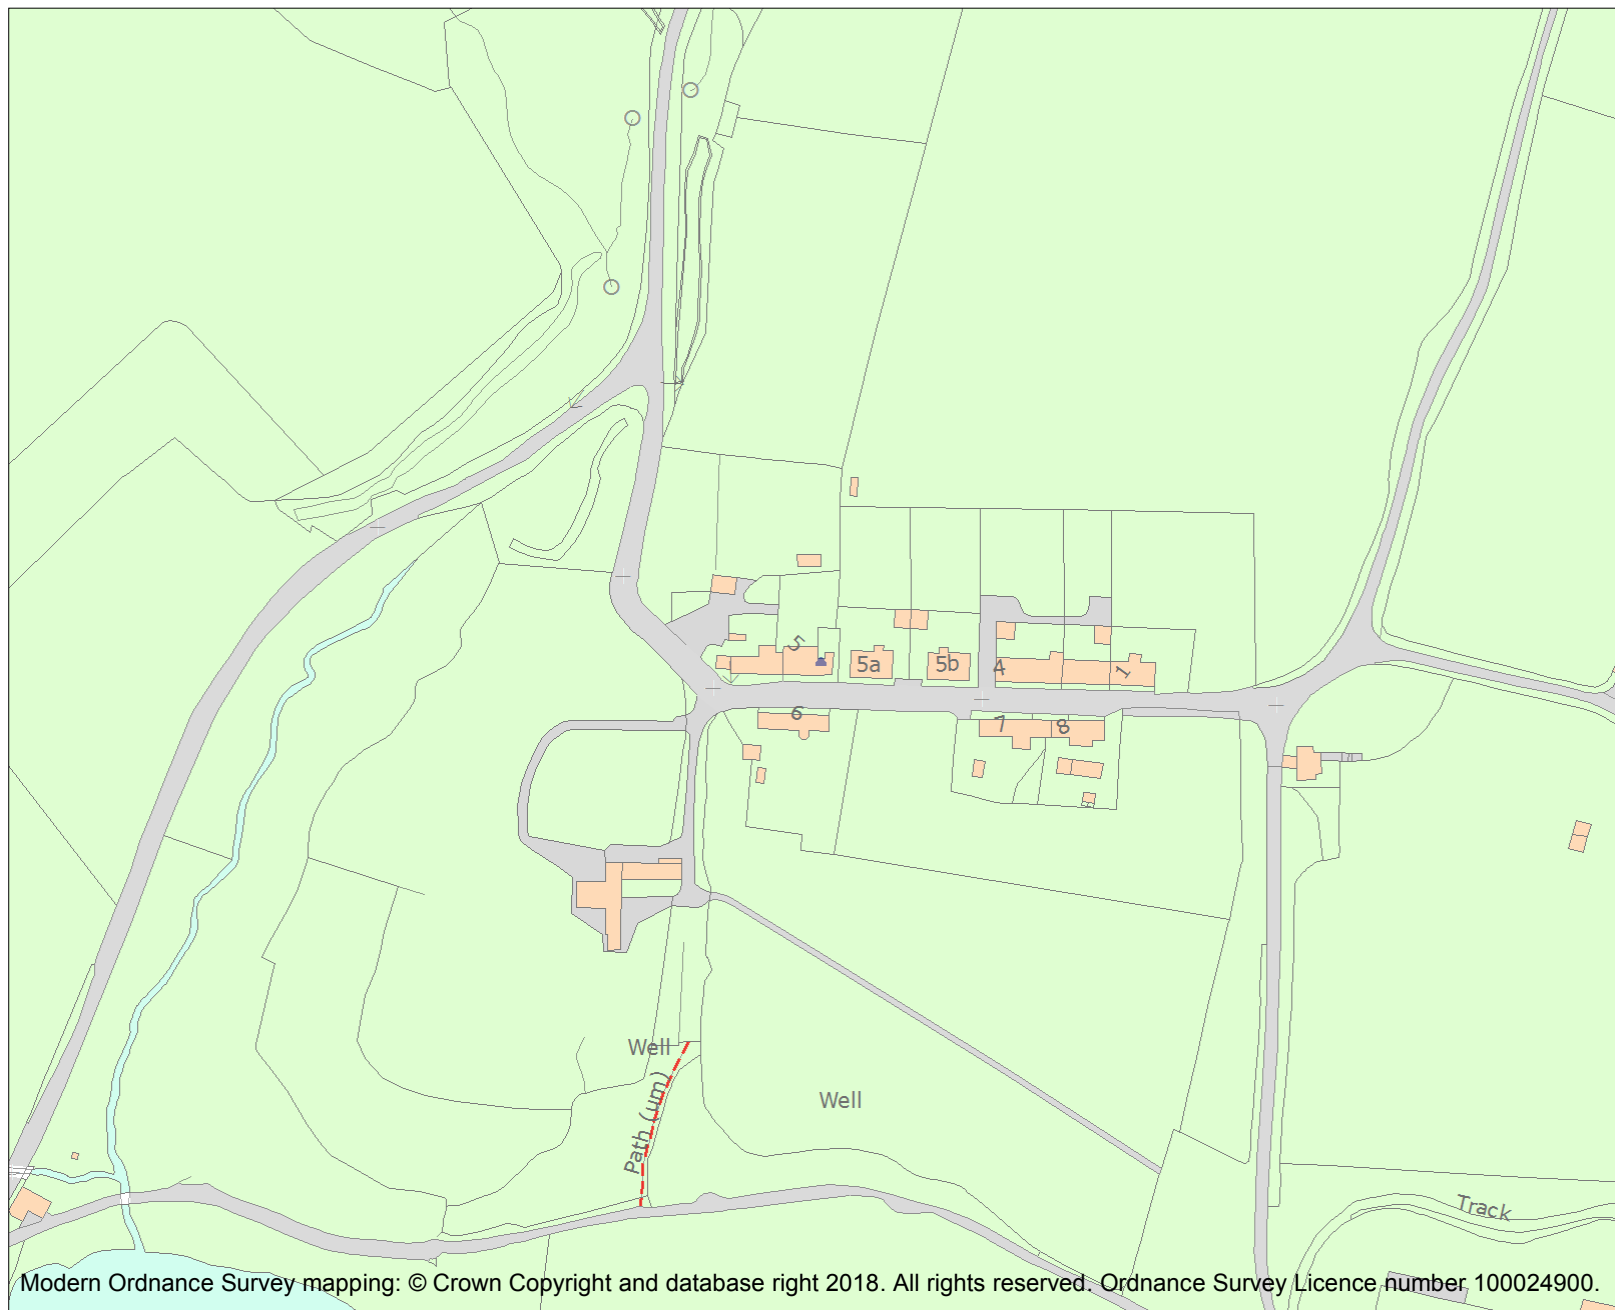 5
5a
5b
4
1
6
7
8
Well
Path (um)
Well
Track
Modern Ordnance Survey mapping: © Crown Copyright and database right 2018. All rights reserved. Ordnance Survey Licence number 100024900.